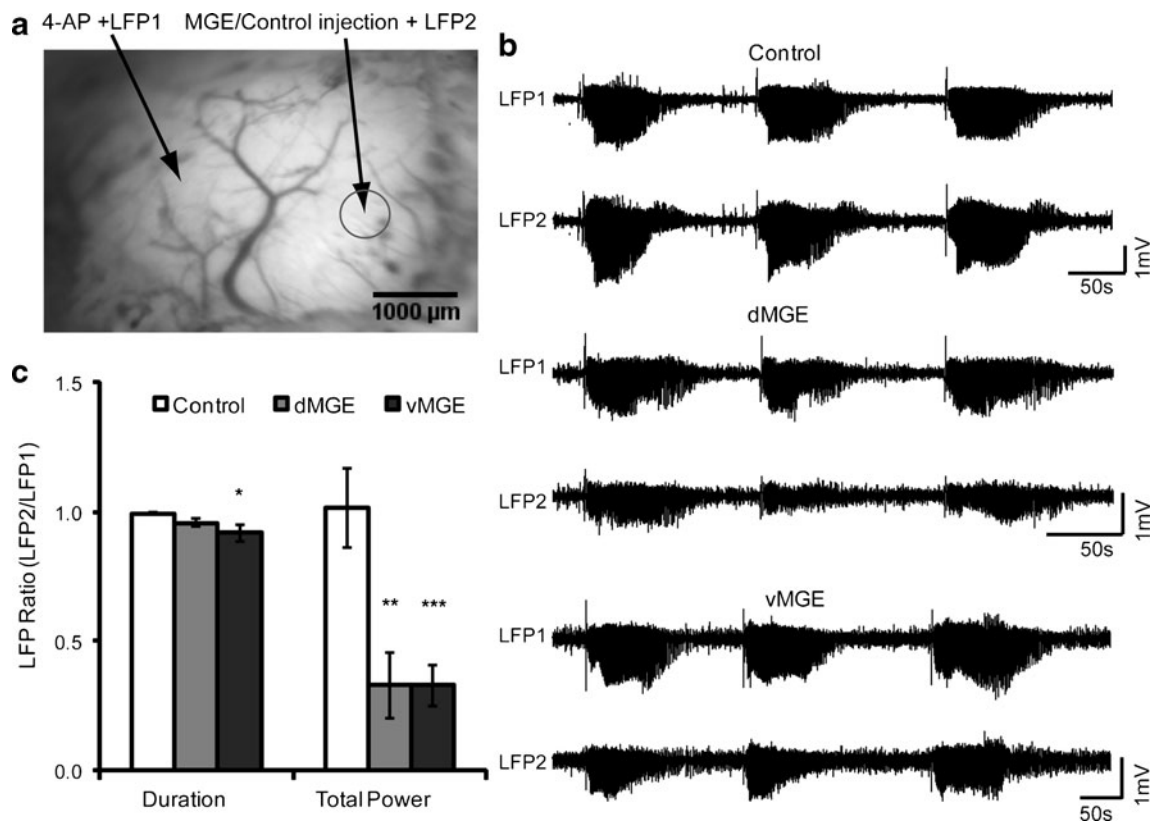 a
4-AP +LFP1
MGE/Control injection + LFP2
1000 µm
b
Control
LFP1
LFP2
1mV
50s
dMGE
LFP1
LFP2
1mV
50s
vMGE
LFP1
LFP2
1mV
50s
c
LFP Ratio (LFP2/LFP1)
1.5
1.0
0.5
0.0
Control
dMGE
vMGE
*
**
***
Duration
Total Power